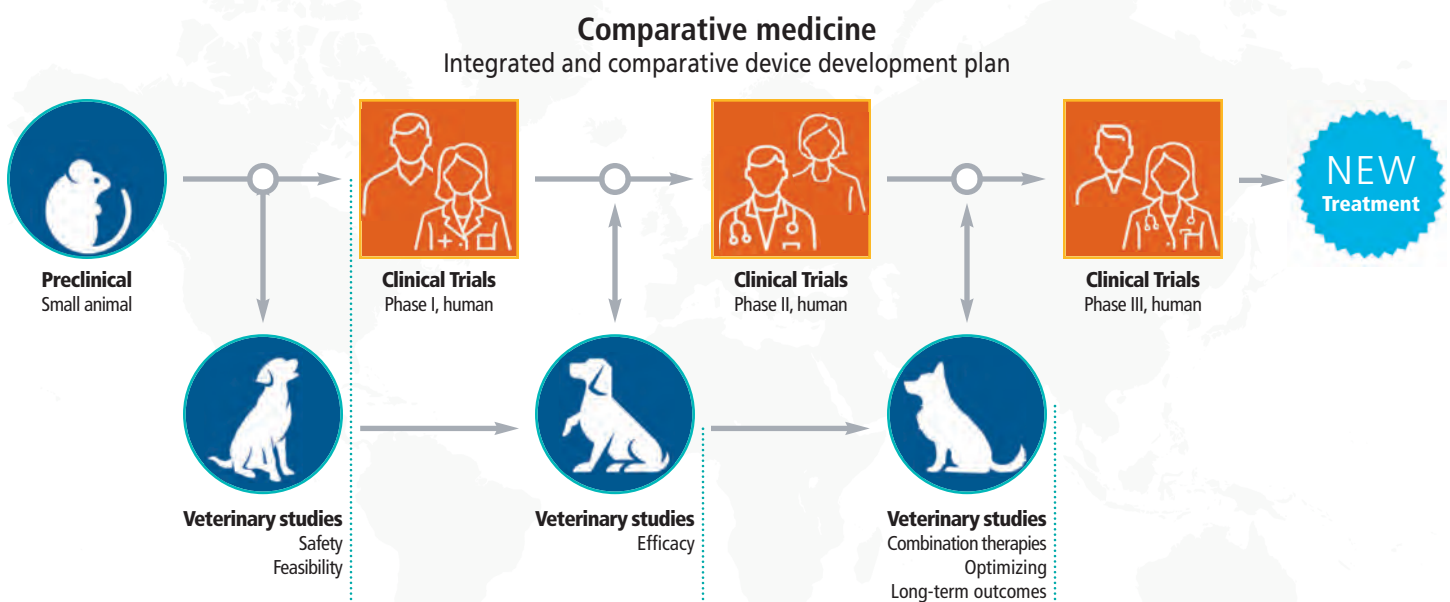 Comparative medicine
Integrated and comparative device development plan
NEW
Treatment
Preclinical
Small animal
Clinical Trials
Phase I, human
Clinical Trials
Phase II, human
Clinical Trials
Phase III, human
Veterinary studies
Safety
Feasibility
Veterinary studies
Efficacy
Veterinary studies
Combination therapies
Optimizing
Long-term outcomes